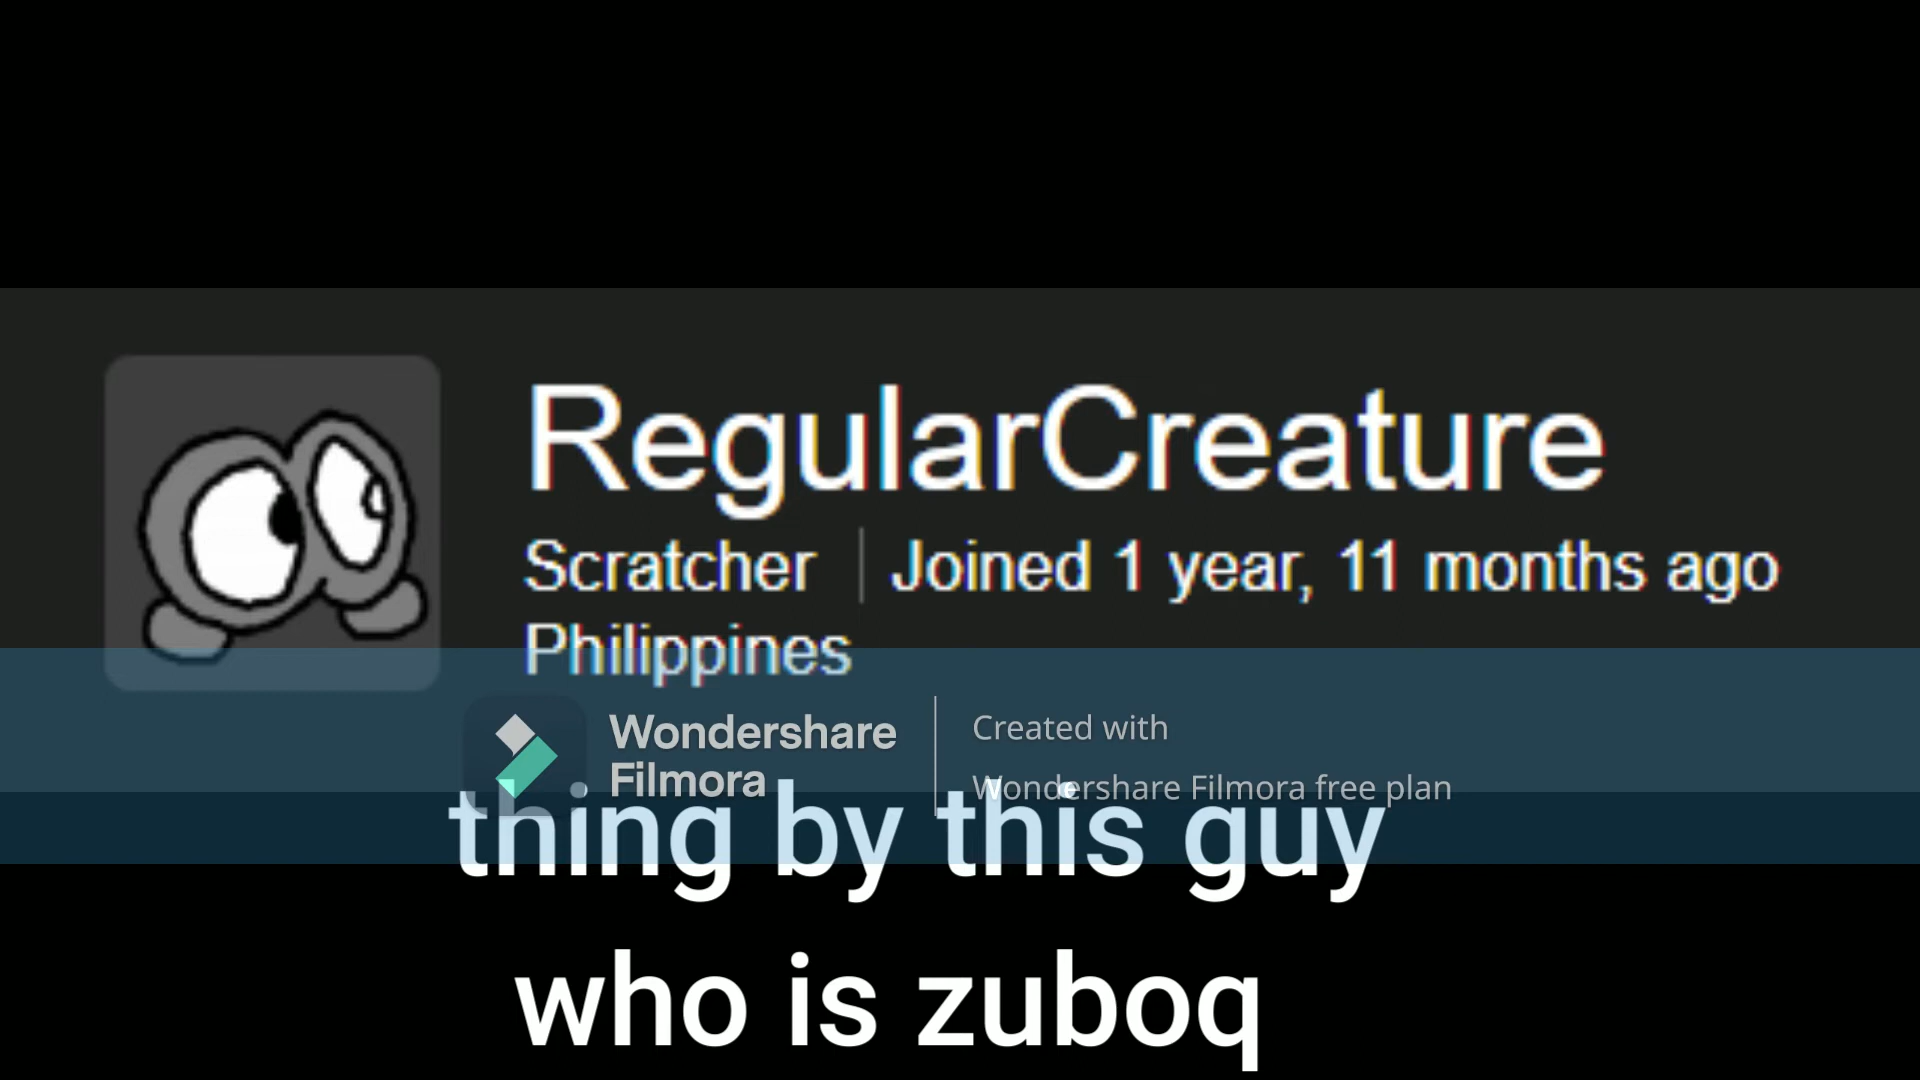 RegularCreature
Scratcher | Joined 1 year, 11 months ago
Philippines
Wondershare
Filmora
Created with
Wondershare Filmora free plan
thing by this guy
who is zuboq